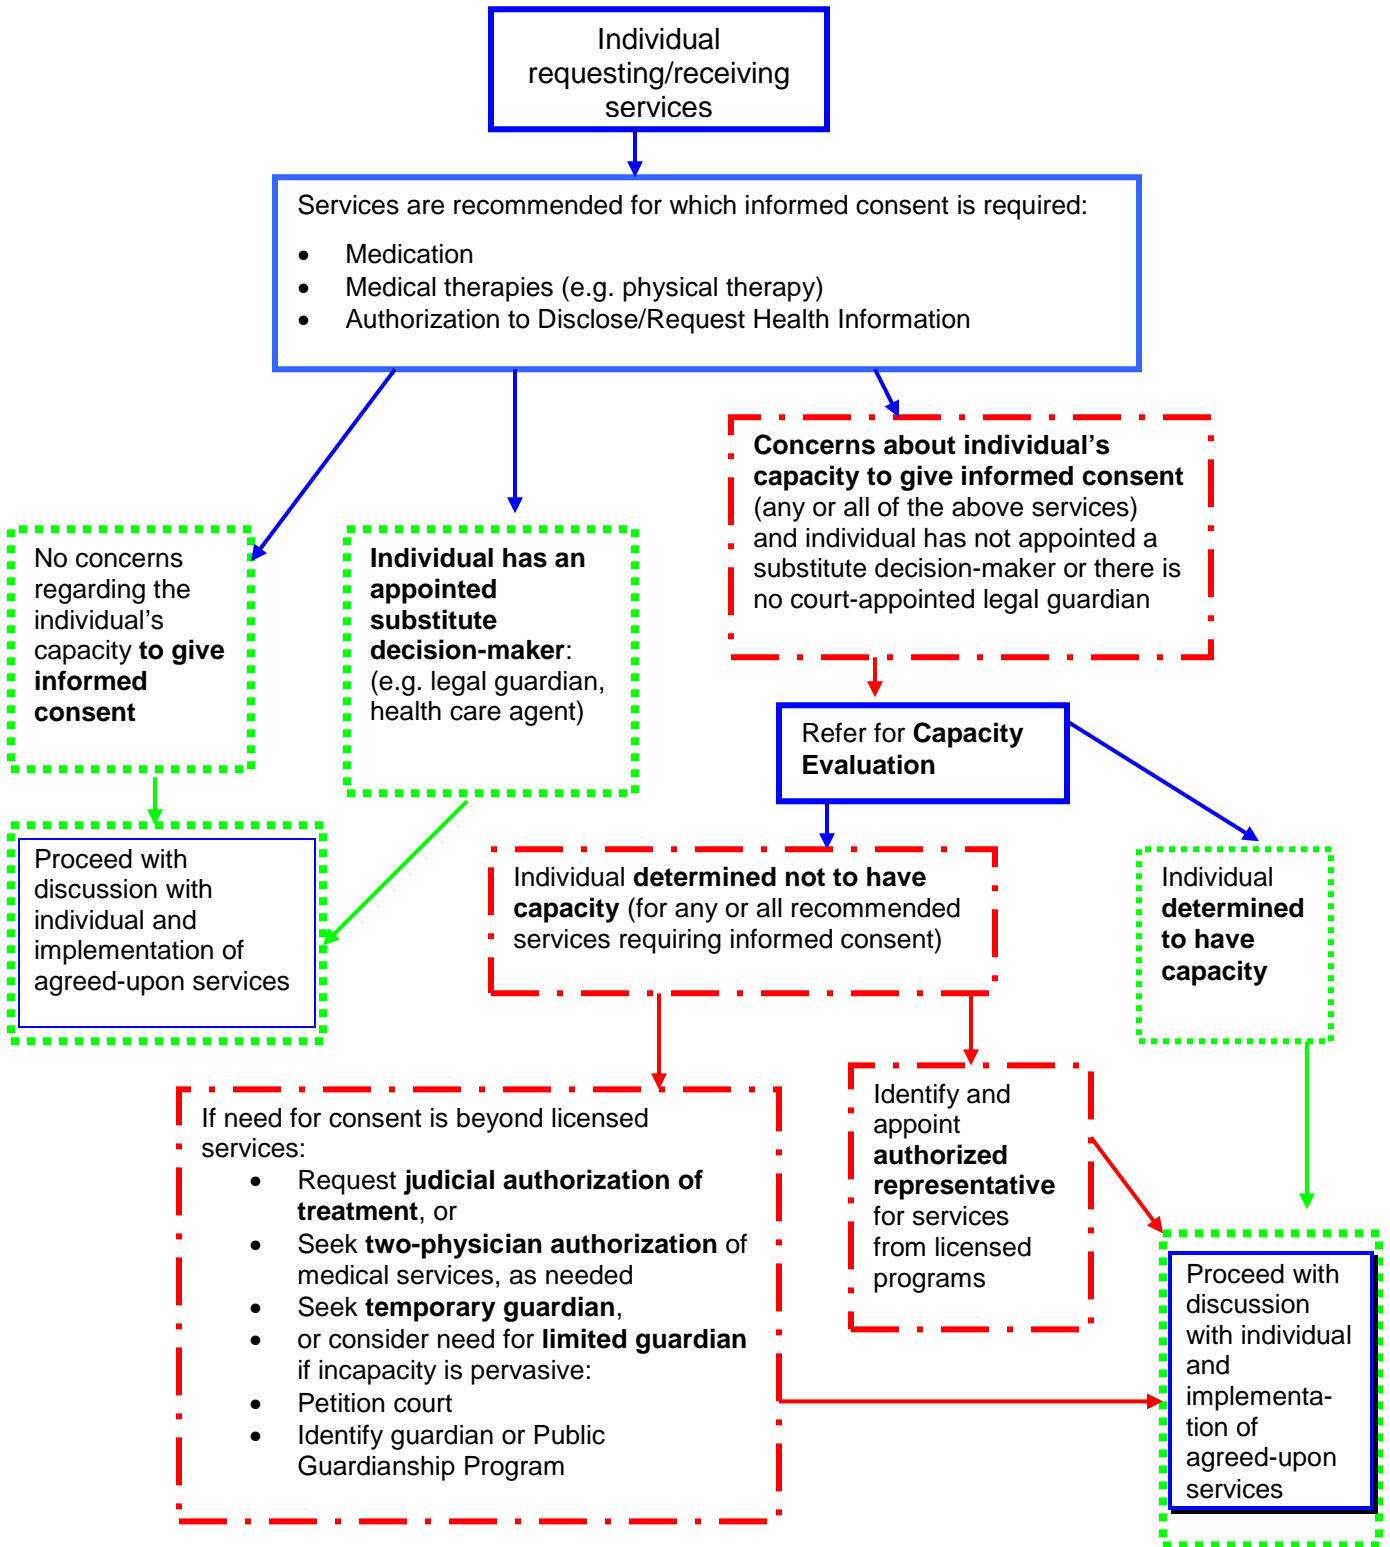 Individual
requesting/receiving
services
Services are recommended for which informed consent is required:
• Medication
• Medical therapies (e.g. physical therapy)
• Authorization to Disclose/Request Health Information
Concerns about individual’s
capacity to give informed consent
(any or all of the above services)
and individual has not appointed a
substitute decision-maker or there is
no court-appointed legal guardian
No concerns
regarding the
individual’s
capacity to give
informed
consent
Individual has an
appointed
substitute
decision-maker:
(e.g. legal guardian,
health care agent)
Refer for Capacity
Evaluation
Proceed with
discussion with
individual and
implementation of
agreed-upon services
Individual determined not to have
capacity (for any or all recommended
services requiring informed consent)
Individual
determined
to have
capacity
If need for consent is beyond licensed
services:
• Request judicial authorization of
treatment, or
• Seek two-physician authorization of
medical services, as needed
• Seek temporary guardian,
• or consider need for limited guardian
if incapacity is pervasive:
• Petition court
• Identify guardian or Public
Guardianship Program
Identify and
appoint
authorized
representative
for services
from licensed
programs
Proceed with
discussion
with individual
and
implementa-
tion of
agreed-upon
services